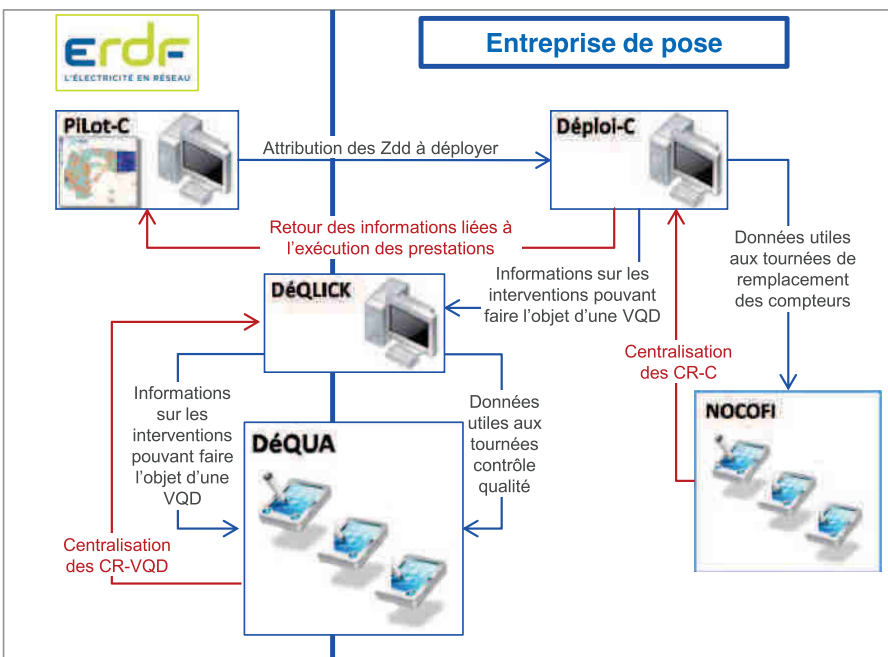 ERDF
L'ÉLECTRICITÉ EN RÉSEAU
Entreprise de pose
PiLot-C
Attribution des Zdd à déployer
Déploi-C
Retour des informations liées à
l'exécution des prestations
Données utiles
aux tournées de
remplacement
des compteurs
Informations sur les
interventions pouvant
faire l'objet d'une VQD
DéQLICK
Centralisation
des CR-C
Informations
sur les
interventions
pouvant faire
l'objet d'une
VQD
Données
utiles aux
tournées
contrôle
qualité
NOCOFI
DéQUA
Centralisation
des CR-VQD